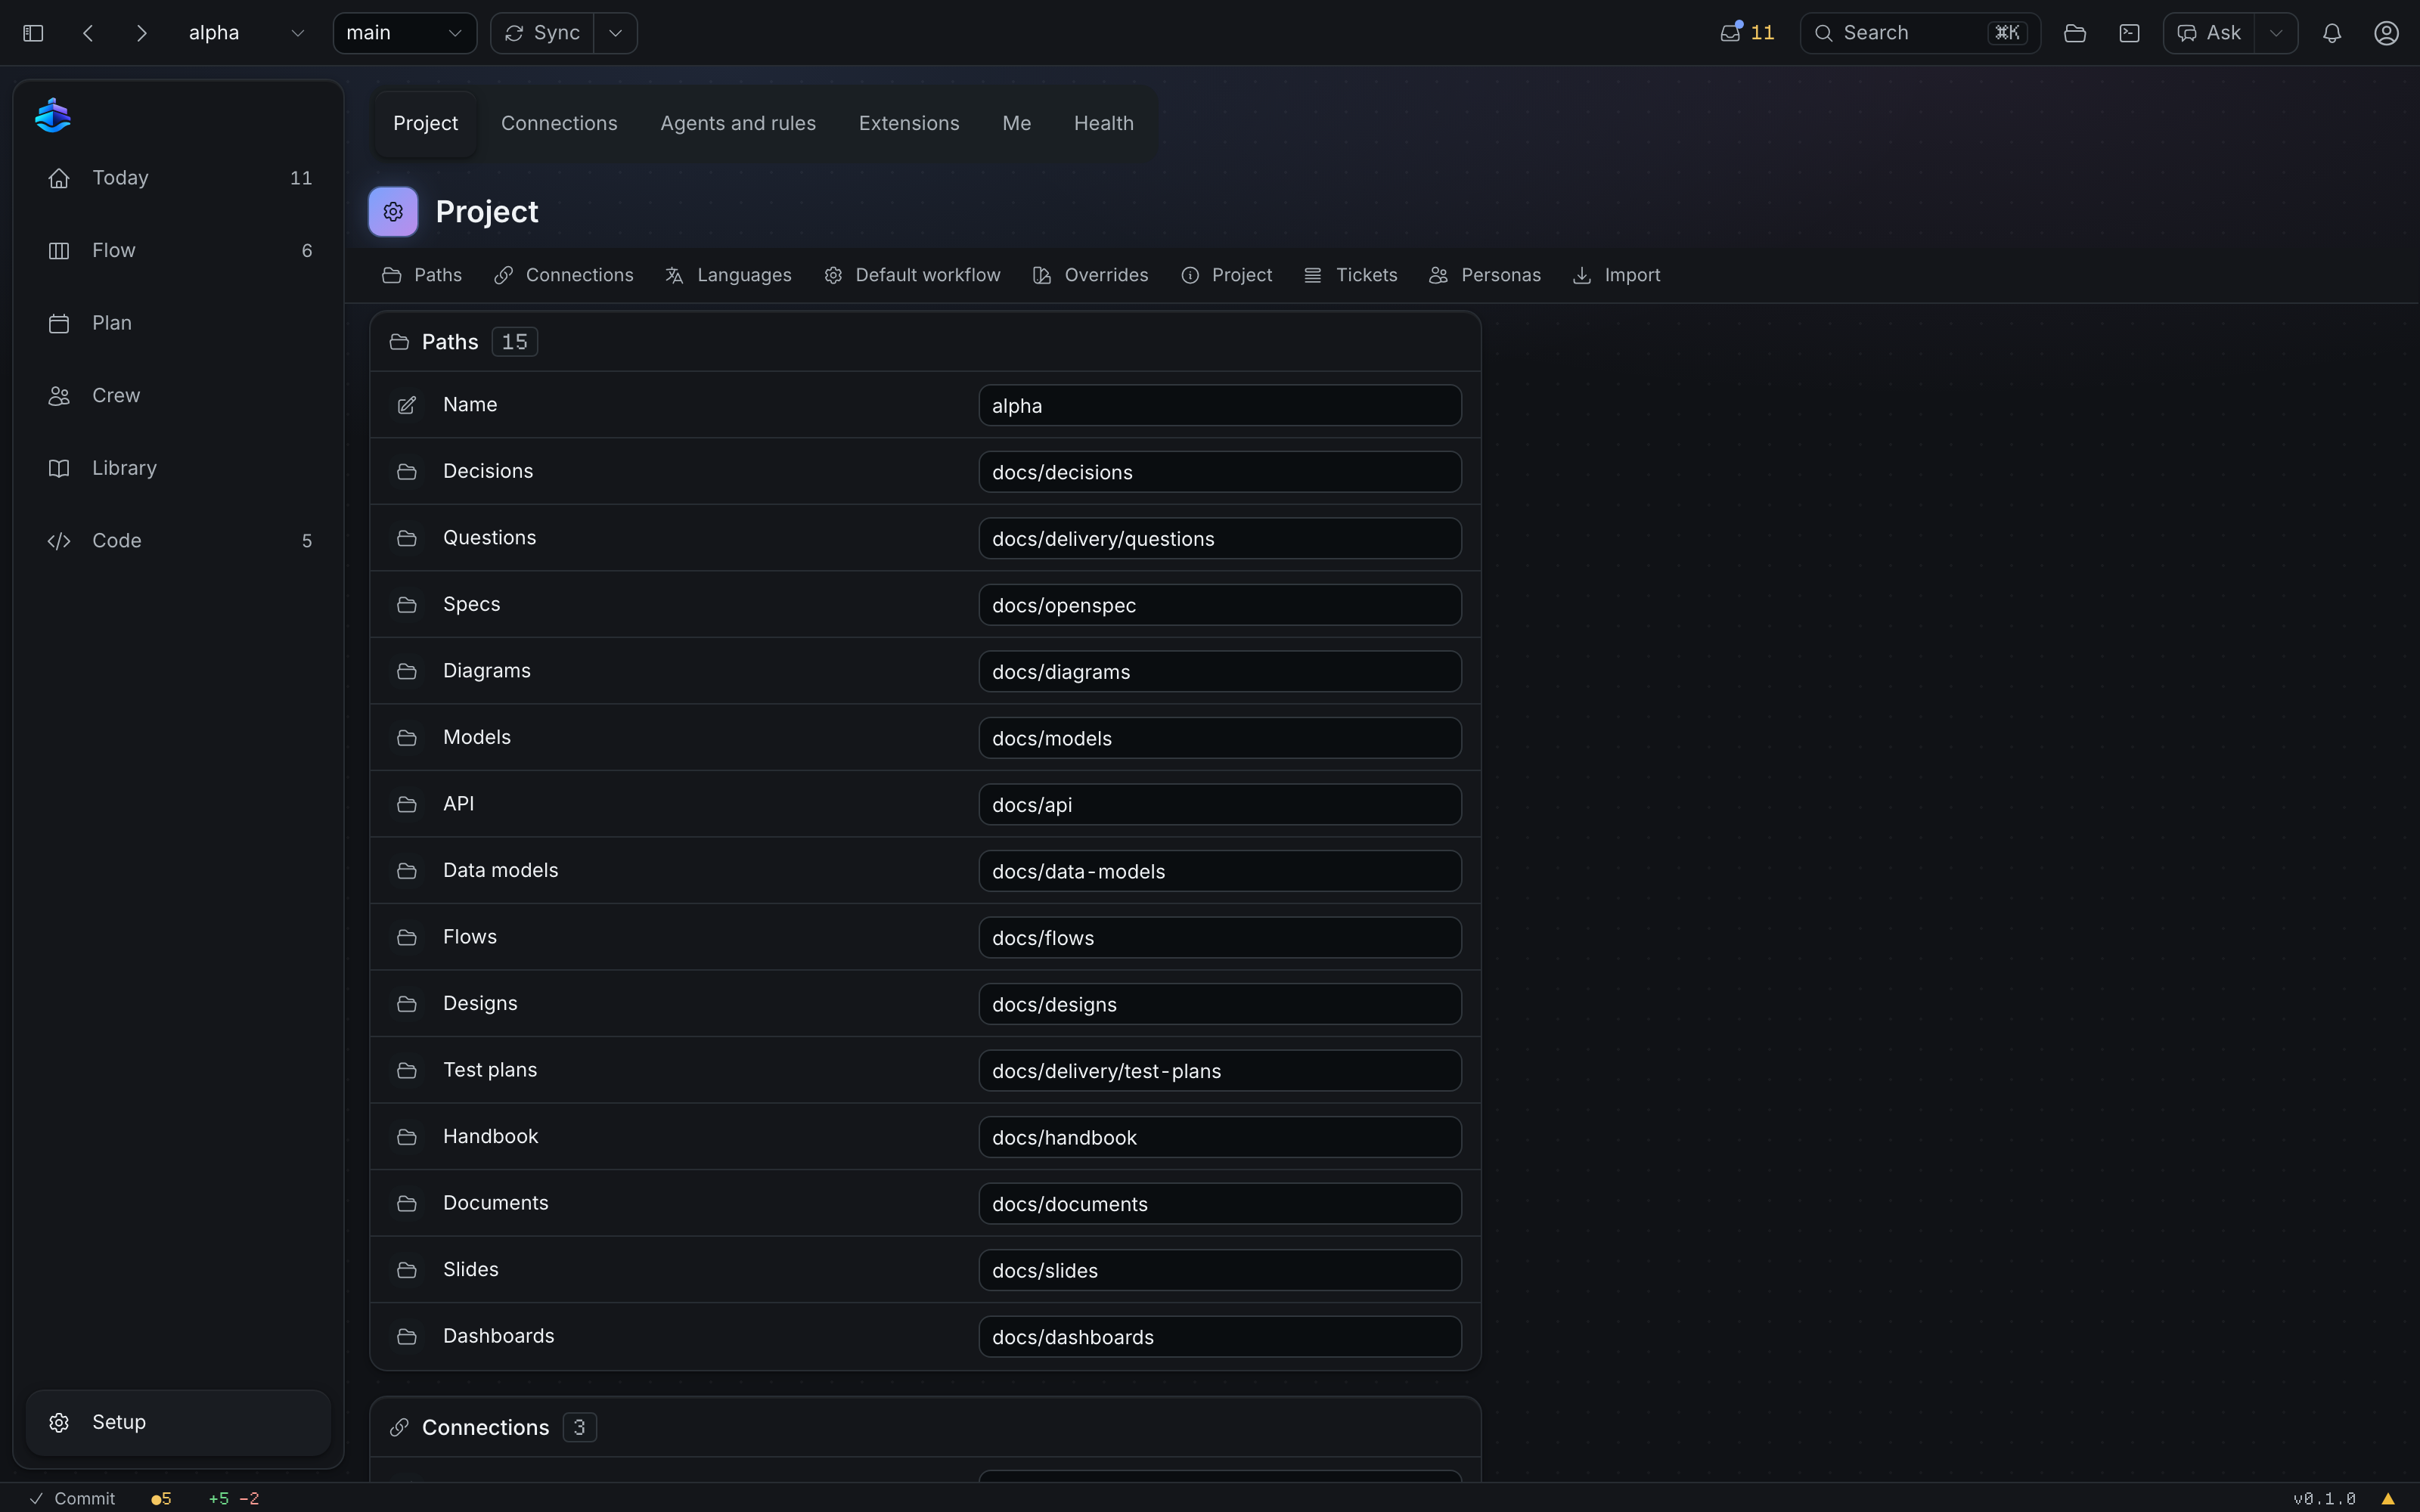 alpha main Sync 11 Search ⌘K Ask
Project Connections Agents and rules Extensions Me Health
Today 11
Flow 6
Plan
Crew
Library
Code 5
Setup
Project
Paths Connections Languages Default workflow Overrides Project Tickets Personas Import
Paths 15
Name alpha
Decisions docs/decisions
Questions docs/delivery/questions
Specs docs/openspec
Diagrams docs/diagrams
Models docs/models
API docs/api
Data models docs/data-models
Flows docs/flows
Designs docs/designs
Test plans docs/delivery/test-plans
Handbook docs/handbook
Documents docs/documents
Slides docs/slides
Dashboards docs/dashboards
Connections 3
Commit 5 +5 -2 v0.1.0